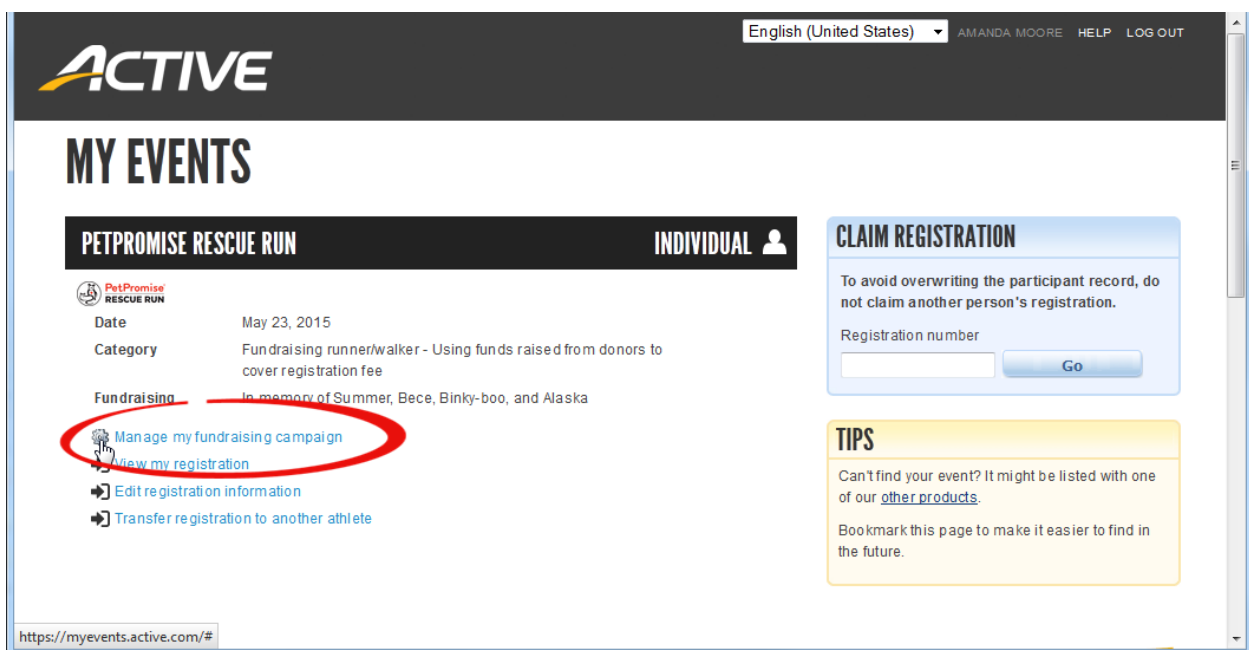 English (United States) AMANDA MOORE HELP LOG OUT
ACTIVE
MY EVENTS
PETPROMISE RESCUE RUN INDIVIDUAL
PetPromise
RESCUE RUN
Date May 23, 2015
Category Fundraising runner/walker - Using funds raised from donors to
cover registration fee
Fundraising In memory of Summer, Bece, Binky-boo, and Alaska
Manage my fundraising campaign
View my registration
Edit registration information
Transfer registration to another athlete
CLAIM REGISTRATION
To avoid overwriting the participant record, do
not claim another person's registration.
Registration number
Go
TIPS
Can't find your event? It might be listed with one
of our other products.
Bookmark this page to make it easier to find in
the future.
https://myevents.active.com/#